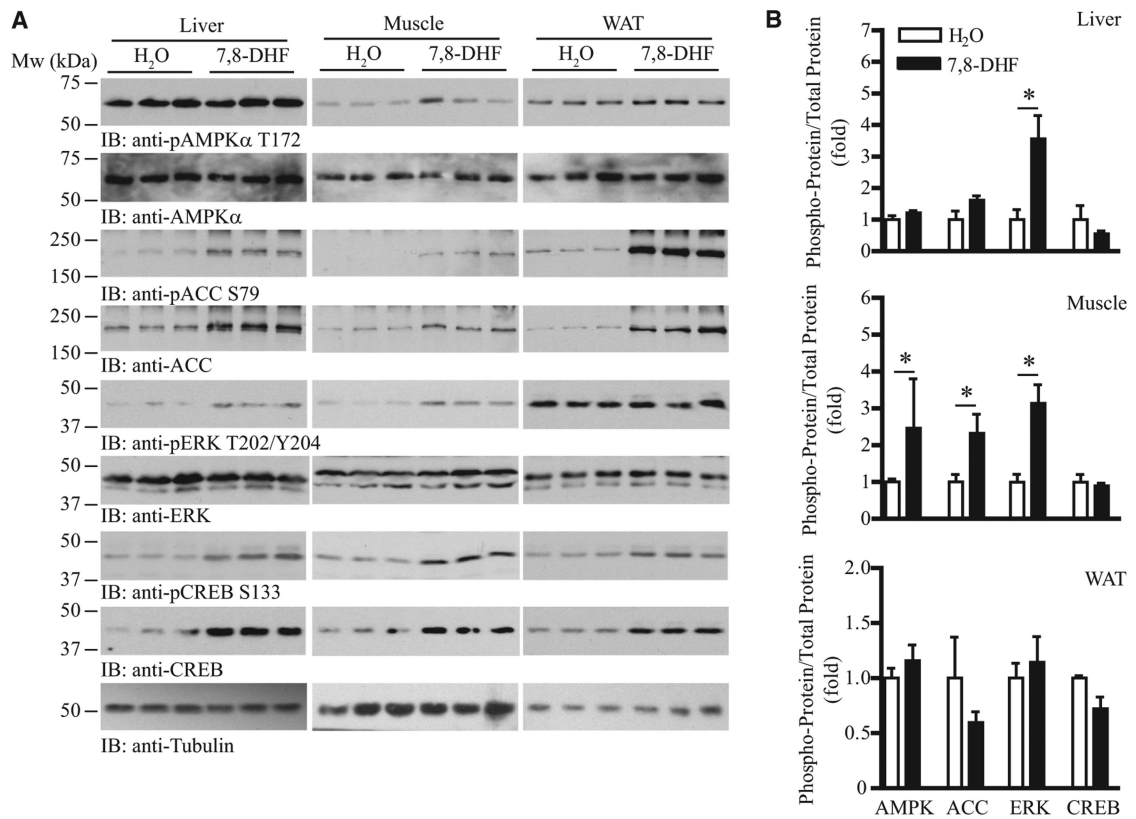 A
Liver Muscle WAT
Mw (kDa) H2O 7,8-DHF H2O 7,8-DHF H2O 7,8-DHF
75
50
IB: anti-pAMPKα T172
75
50
IB: anti-AMPKα
250
150
IB: anti-pACC S79
250
150
IB: anti-ACC
50
37
IB: anti-pERK T202/Y204
50
37
IB: anti-ERK
50
37
IB: anti-pCREB S133
50
37
IB: anti-CREB
50
IB: anti-Tubulin
B
Liver
H2O
7,8-DHF
Phospho-Protein/Total Protein
(fold)
7
6
5
4
3
2
1
0
*
Muscle
Phospho-Protein/Total Protein
(fold)
6
5
4
3
2
1
0
* * *
WAT
Phospho-Protein/Total Protein
(fold)
2.0
1.5
1.0
0.5
0
AMPK ACC ERK CREB